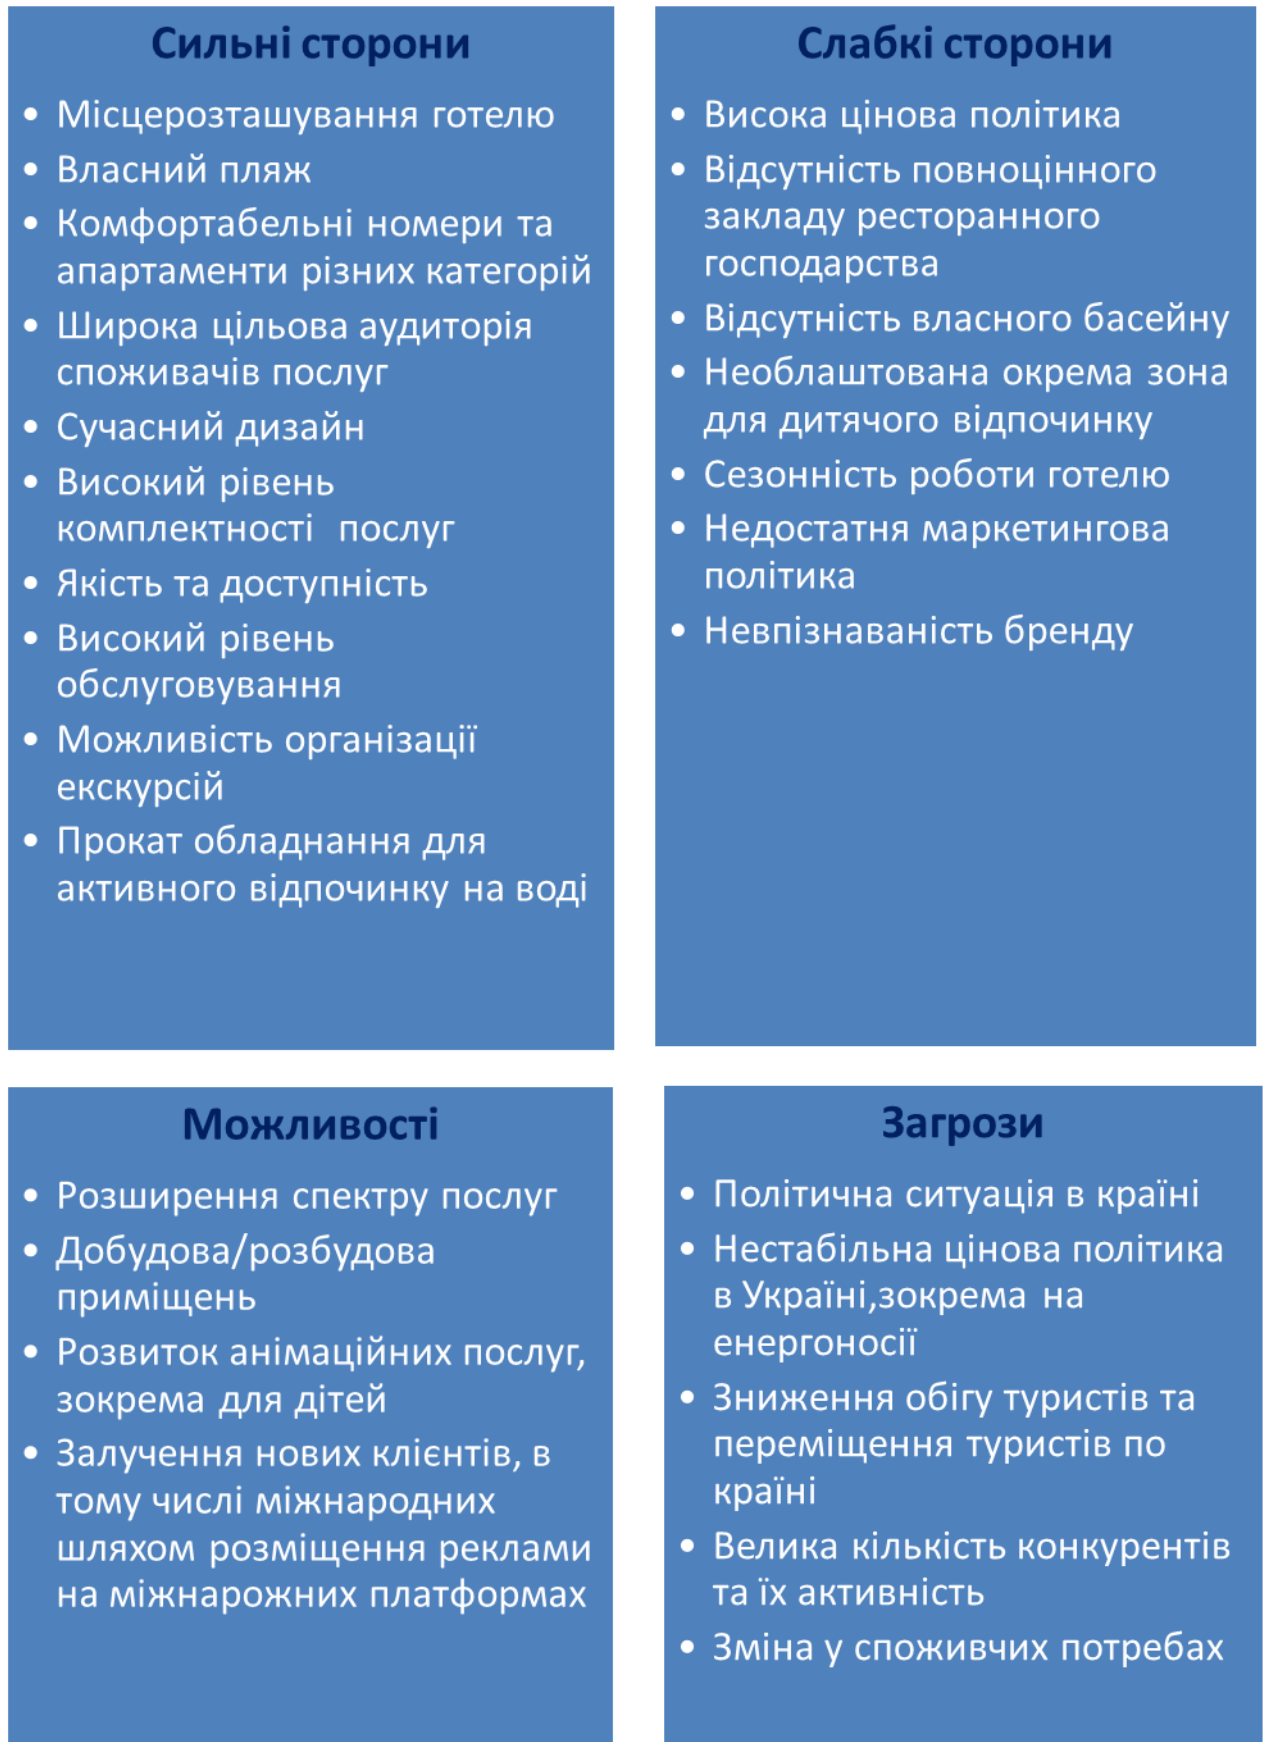 Сильні сторони
• Місцерозташування готелю
• Власний пляж
• Комфортабельні номери та
апартаменти різних категорій
• Широка цільова аудиторія
споживачів послуг
• Сучасний дизайн
• Високий рівень
комплектності послуг
• Якість та доступність
• Високий рівень
обслуговування
• Можливість організації
екскурсій
• Прокат обладнання для
активного відпочинку на воді
Слабкі сторони
• Висока цінова політика
• Відсутність повноцінного
закладу ресторанного
господарства
• Відсутність власного басейну
• Необлаштована окрема зона
для дитячого відпочинку
• Сезонність роботи готелю
• Недостатня маркетингова
політика
• Невпізнаваність бренду
Можливості
• Розширення спектру послуг
• Добудова/розбудова
приміщень
• Розвиток анімаційних послуг,
зокрема для дітей
• Залучення нових клієнтів, в
тому числі міжнародних
шляхом розміщення реклами
на міжнарожних платформах
Загрози
• Політична ситуація в країні
• Нестабільна цінова політика
в Україні,зокрема на
енергоносії
• Зниження обігу туристів та
переміщення туристів по
країні
• Велика кількість конкурентів
та їх активність
• Зміна у споживчих потребах